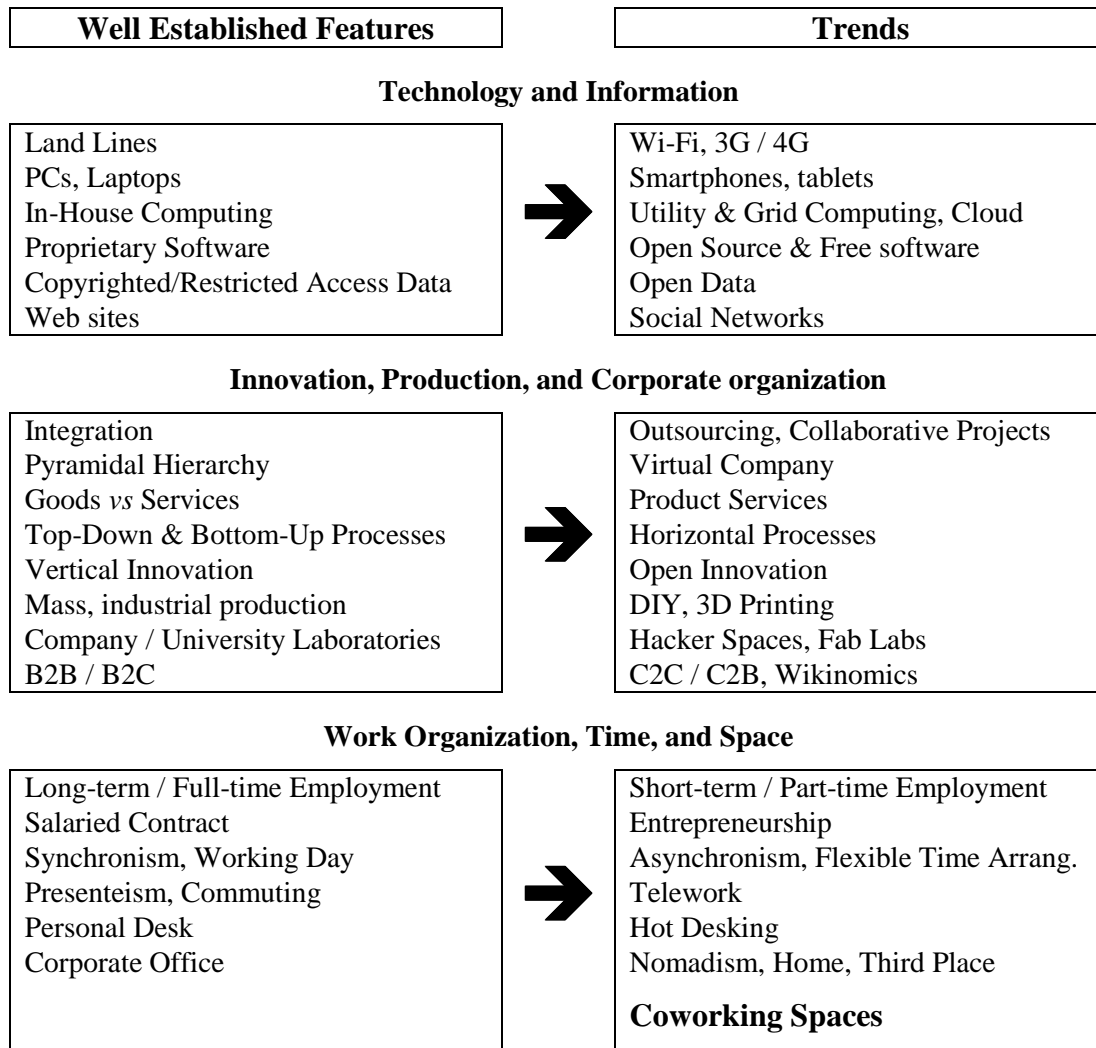 Well Established Features
Trends
Technology and Information
Land Lines
PCs, Laptops
In-House Computing
Proprietary Software
Copyrighted/Restricted Access Data
Web sites
Wi-Fi, 3G / 4G
Smartphones, tablets
Utility & Grid Computing, Cloud
Open Source & Free software
Open Data
Social Networks
Innovation, Production, and Corporate organization
Integration
Pyramidal Hierarchy
Goods vs Services
Top-Down & Bottom-Up Processes
Vertical Innovation
Mass, industrial production
Company / University Laboratories
B2B / B2C
Outsourcing, Collaborative Projects
Virtual Company
Product Services
Horizontal Processes
Open Innovation
DIY, 3D Printing
Hacker Spaces, Fab Labs
C2C / C2B, Wikinomics
Work Organization, Time, and Space
Long-term / Full-time Employment
Salaried Contract
Synchronism, Working Day
Presenteism, Commuting
Personal Desk
Corporate Office
Short-term / Part-time Employment
Entrepreneurship
Asynchronism, Flexible Time Arrang.
Telework
Hot Desking
Nomadism, Home, Third Place
Coworking Spaces